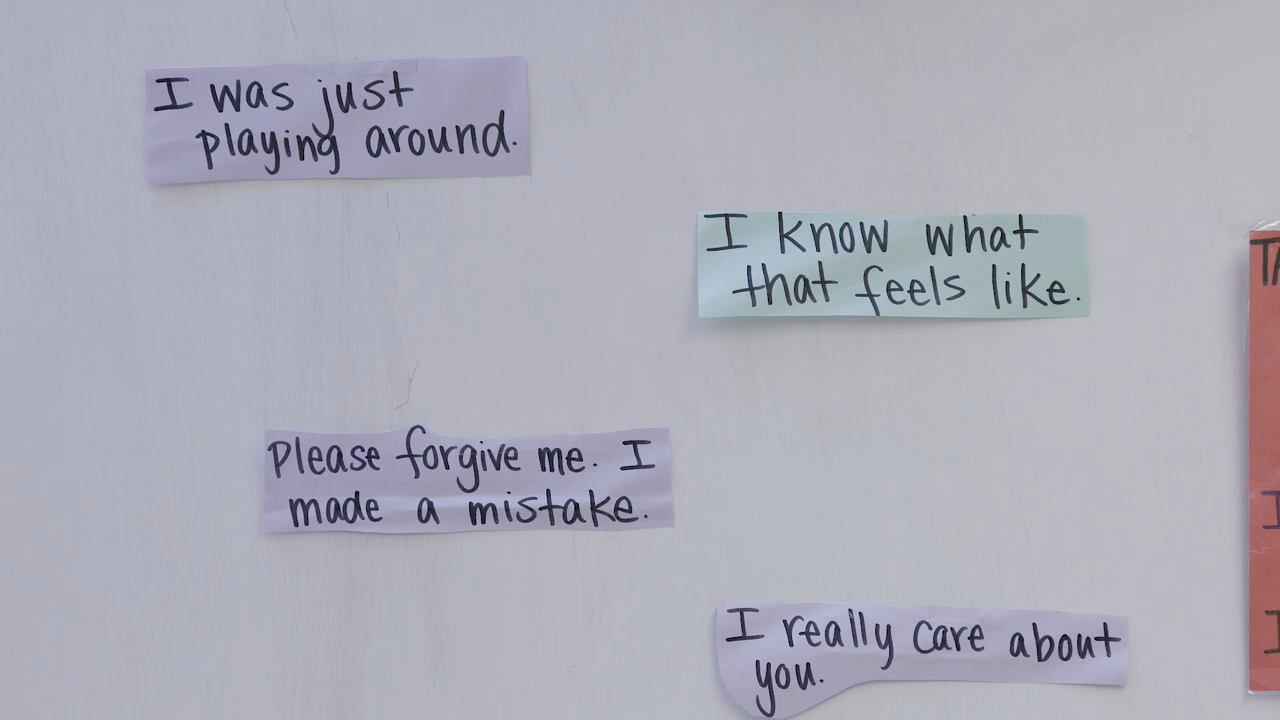 I was just
playing around.
I know what
that feels like.
Please forgive me. I
made a mistake.
I really care about
you.